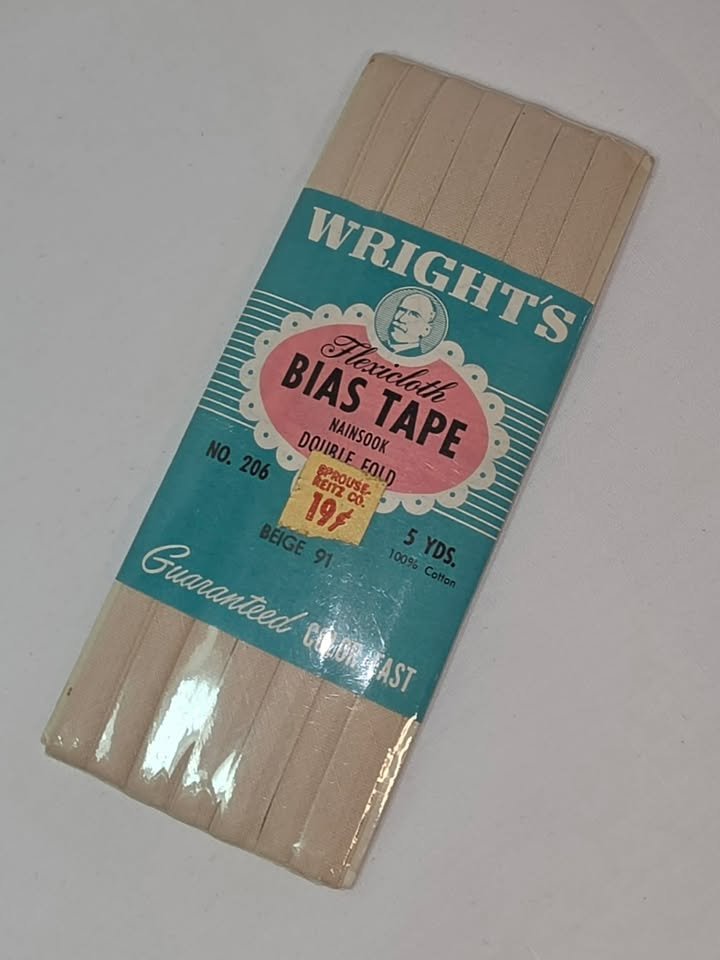 WRIGHT'S
Flexicloth
BIAS TAPE
NAINSOOK
DOUBLE FOLD
NO. 206
SPROUSE-
REITZ CO.
19¢
5 YDS.
100% Cotton
BEIGE 91
Guaranteed COLOR FAST